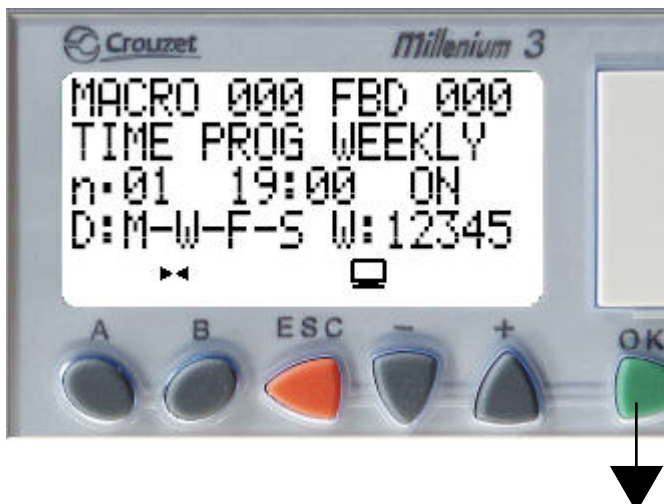 Crouzet Millenium 3
MACRO 000 FBD 000
TIME PROG WEEKLY
n.01 19:00 ON
D:M-W-F-S W:12345
A B ESC - + OK